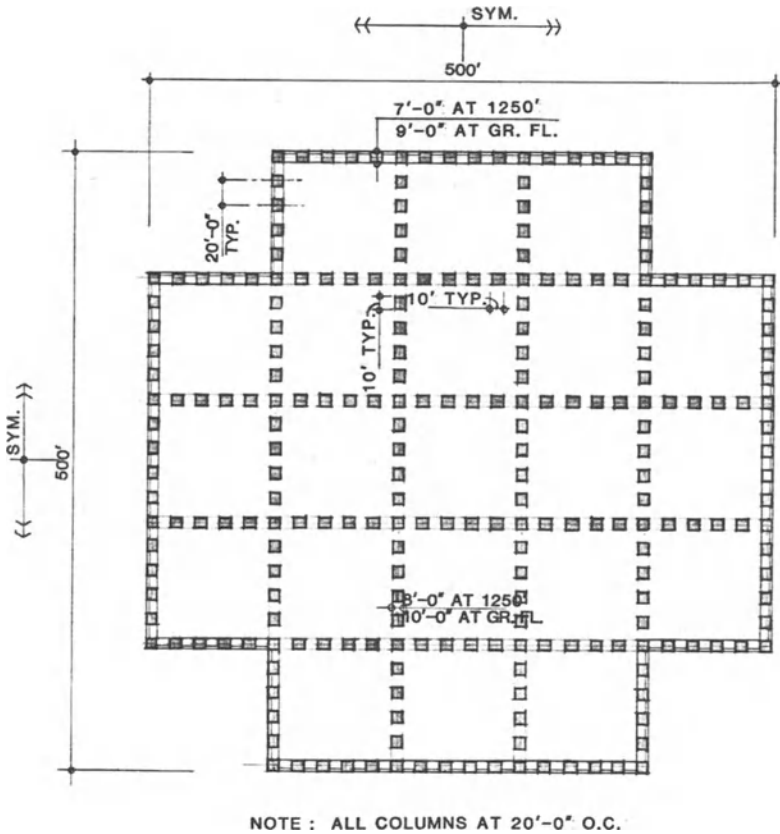 SYM.
500'
7'-0" AT 1250'
9'-0" AT GR. FL.
20'-0"
TYP.
10' TYP.
10' TYP.
SYM.
500'
8'-0" AT 1250'
10'-0" AT GR. FL.
NOTE : ALL COLUMNS AT 20'-0" O.C.